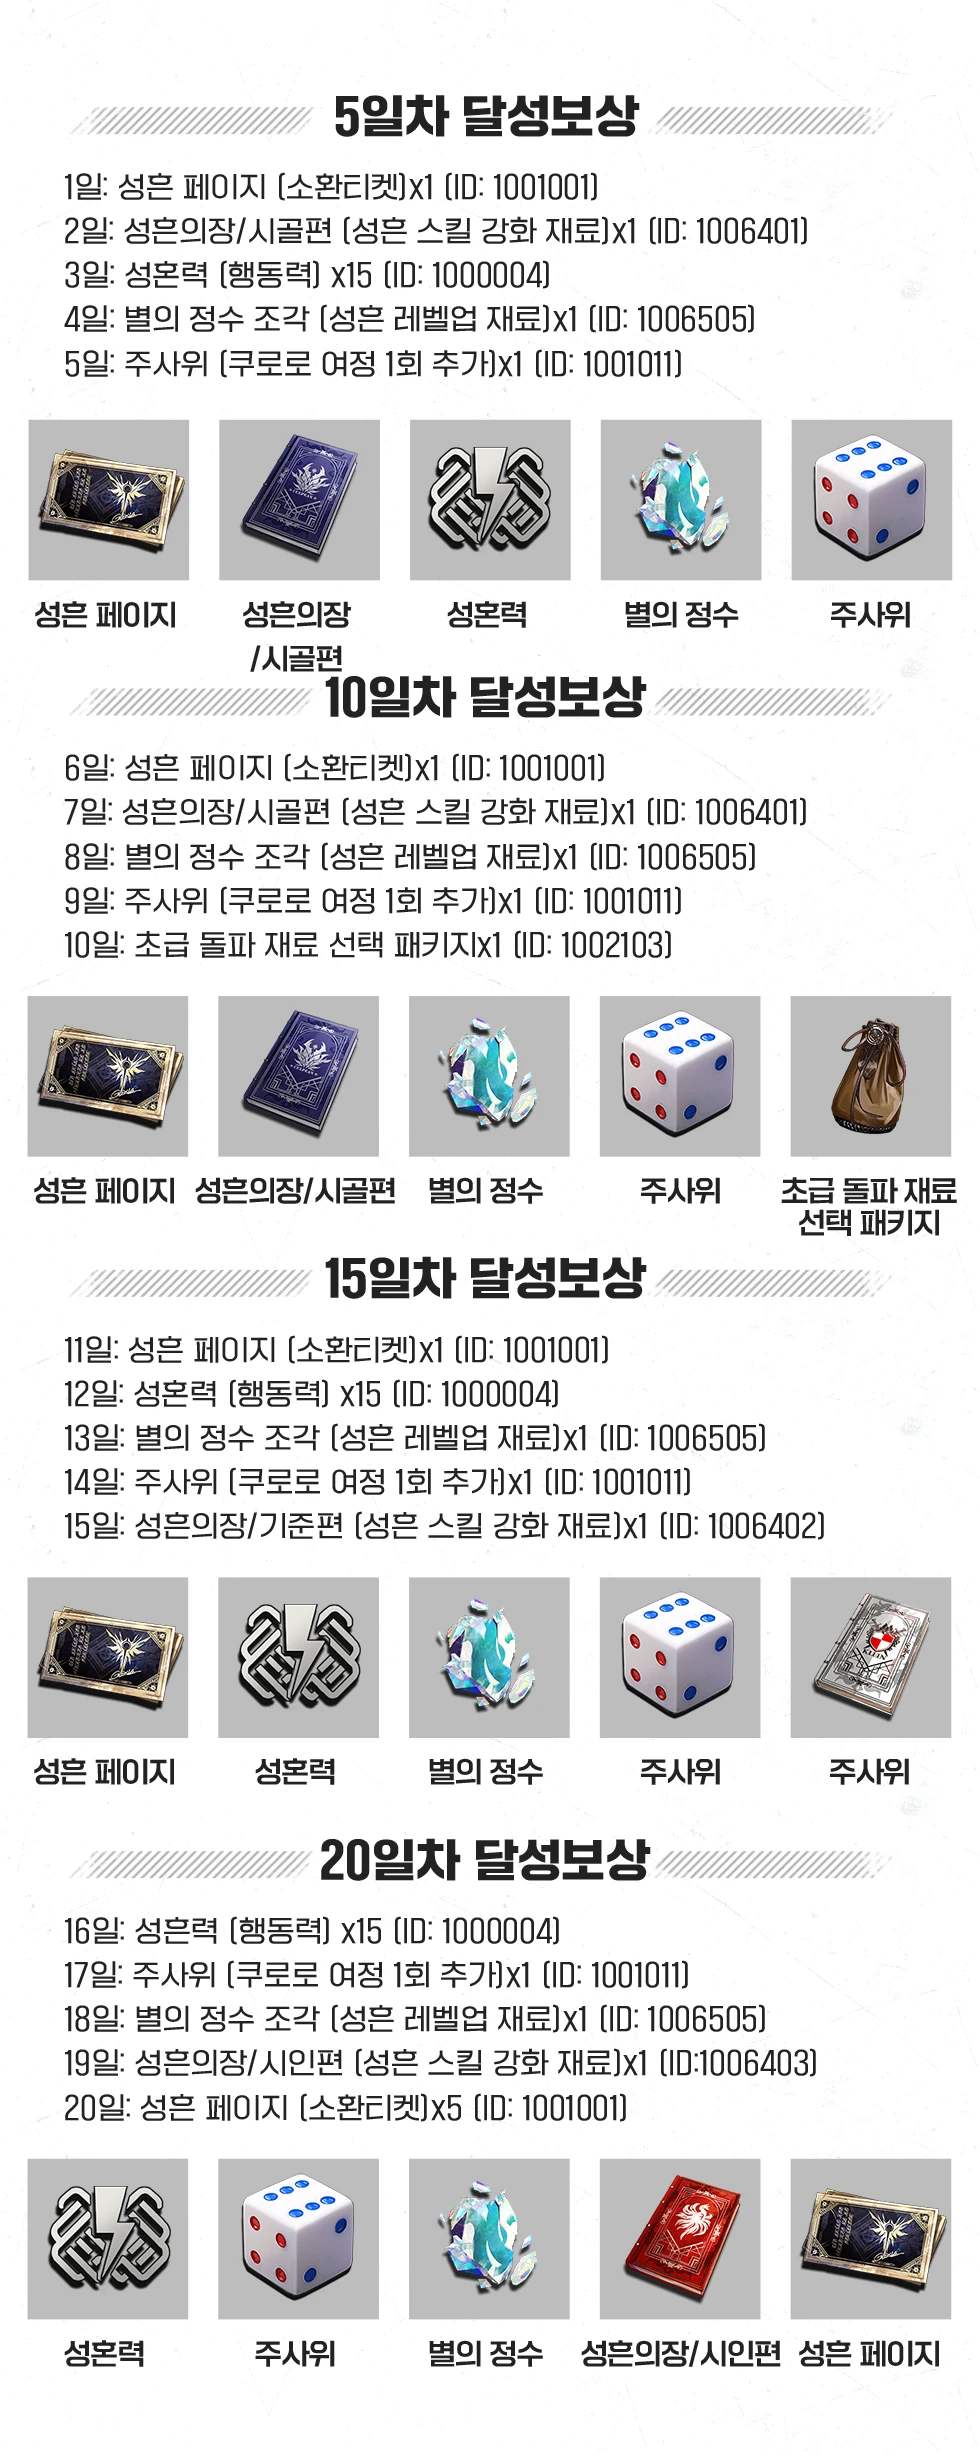 5일차 달성보상
1일: 성흔 페이지 (소환티켓)x1 (ID: 1001001)
2일: 성흔의장/시골편 (성흔 스킬 강화 재료)x1 (ID: 1006401)
3일: 성혼력 (행동력) x15 (ID: 1000004)
4일: 별의 정수 조각 (성흔 레벨업 재료)x1 (ID: 1006505)
5일: 주사위 (쿠로로 여정 1회 추가)x1 (ID: 1001011)
성흔 페이지 성흔의장 성혼력 별의 정수 주사위
/시골편
10일차 달성보상
6일: 성흔 페이지 (소환티켓)x1 (ID: 1001001)
7일: 성흔의장/시골편 (성흔 스킬 강화 재료)x1 (ID: 1006401)
8일: 별의 정수 조각 (성흔 레벨업 재료)x1 (ID: 1006505)
9일: 주사위 (쿠로로 여정 1회 추가)x1 (ID: 1001011)
10일: 초급 돌파 재료 선택 패키지x1 (ID: 1002103)
성흔 페이지 성흔의장/시골편 별의 정수 주사위 초급 돌파 재료
선택 패키지
15일차 달성보상
11일: 성흔 페이지 (소환티켓)x1 (ID: 1001001)
12일: 성혼력 (행동력) x15 (ID: 1000004)
13일: 별의 정수 조각 (성흔 레벨업 재료)x1 (ID: 1006505)
14일: 주사위 (쿠로로 여정 1회 추가)x1 (ID: 1001011)
15일: 성흔의장/기준편 (성흔 스킬 강화 재료)x1 (ID: 1006402)
성흔 페이지 성혼력 별의 정수 주사위 주사위
20일차 달성보상
16일: 성흔력 (행동력) x15 (ID: 1000004)
17일: 주사위 (쿠로로 여정 1회 추가)x1 (ID: 1001011)
18일: 별의 정수 조각 (성흔 레벨업 재료)x1 (ID: 1006505)
19일: 성흔의장/시인편 (성흔 스킬 강화 재료)x1 (ID:1006403)
20일: 성흔 페이지 (소환티켓)x5 (ID: 1001001)
성혼력 주사위 별의 정수 성흔의장/시인편 성흔 페이지